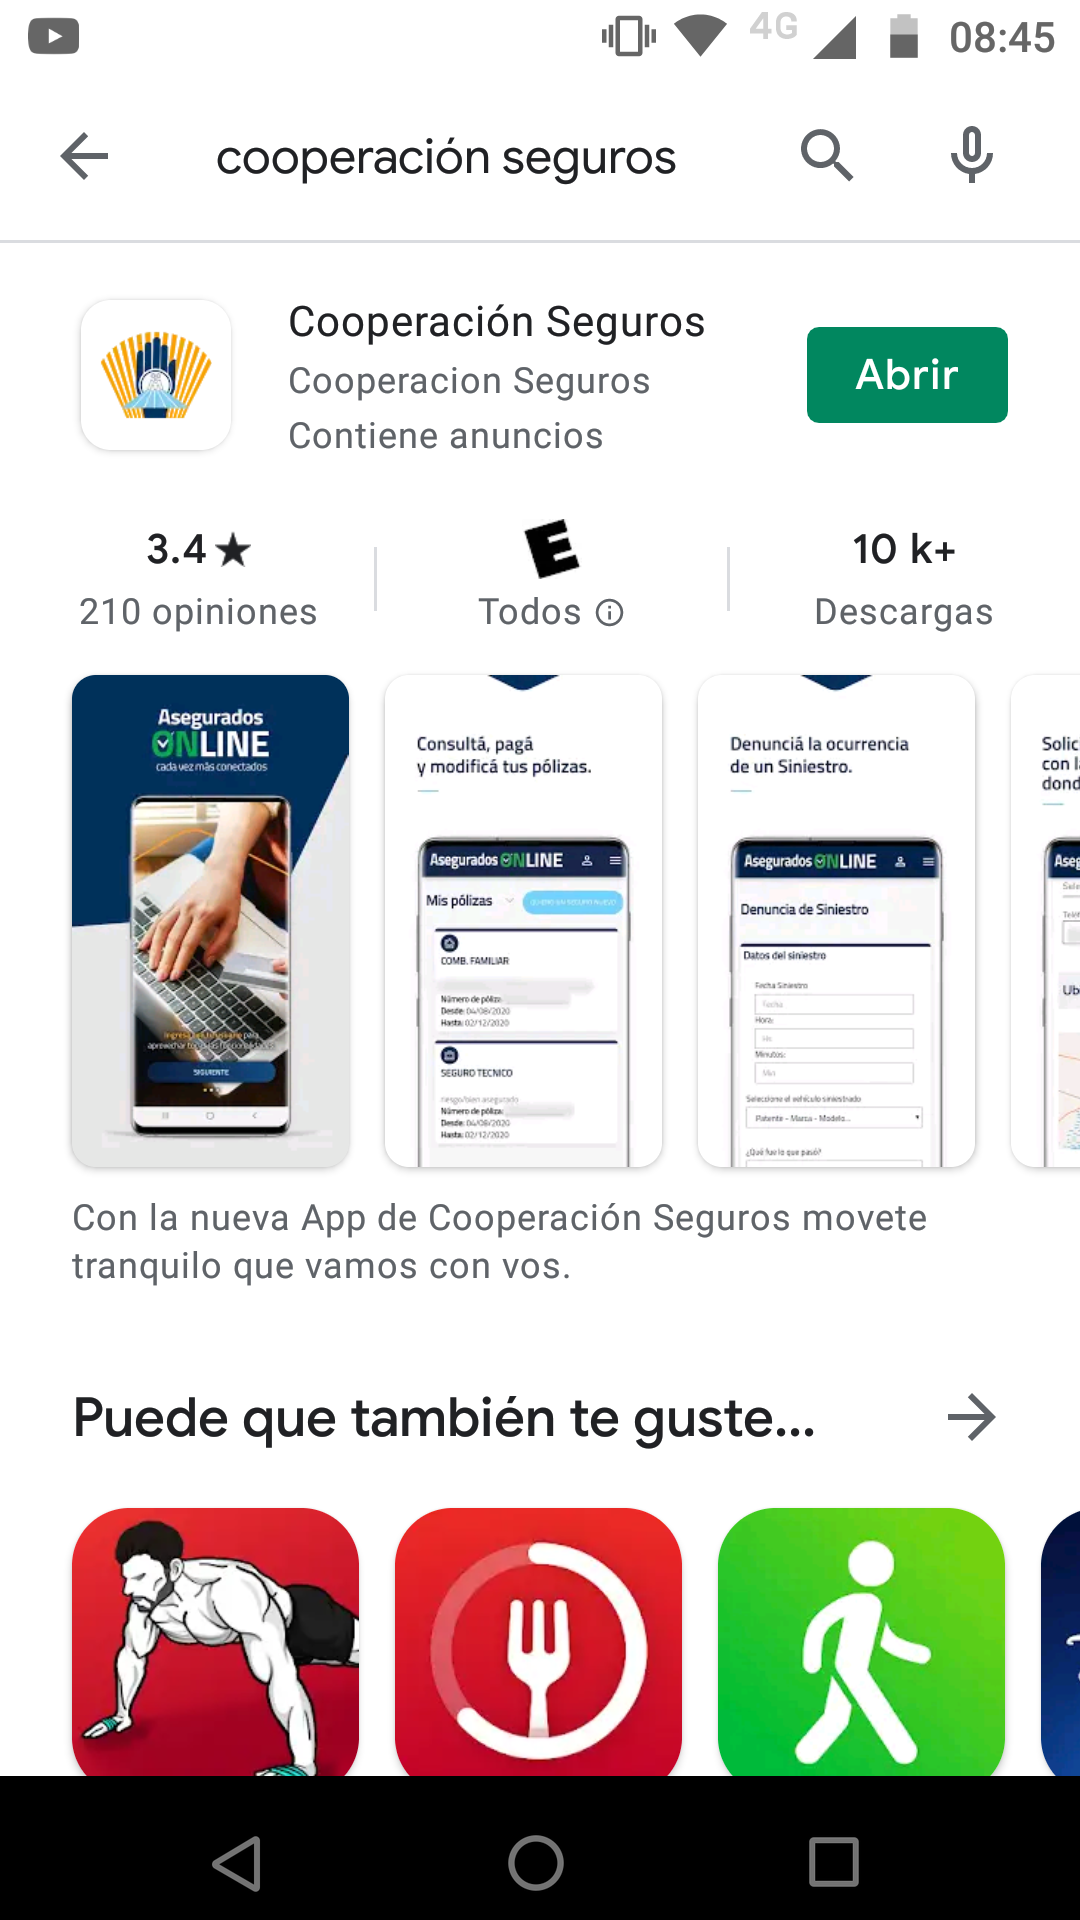 4G 08:45
cooperación seguros
Cooperación Seguros
Cooperacion Seguros
Contiene anuncios
Abrir
3.4★
210 opiniones
E
Todos
10 k+
Descargas
Asegurados
ONLINE
cada vez más conectados
SIGUIENTE
Consultá, pagá
y modificá tus pólizas.
Asegurados ONLINE
Mis pólizas
COMB. FAMILIAR
Número de póliza:
Desde: 04/08/2020
Hasta: 02/12/2020
SEGURO TECNICO
riesgo/bien asegurado
Número de póliza:
Desde: 04/08/2020
Hasta: 02/12/2020
Denunciá la ocurrencia
de un Siniestro.
Asegurados ONLINE
Denuncia de Siniestro
Datos del siniestro
Fecha Siniestro
Fecha
Hora:
Hs
Minutos:
Min
Seleccione el vehículo siniestrado
Patente - Marca - Modelo...
¿Qué fue lo que pasó?
Solic
con l
dond
Aseg
Sele
Telé
Ub
Con la nueva App de Cooperación Seguros movete
tranquilo que vamos con vos.
Puede que también te guste...